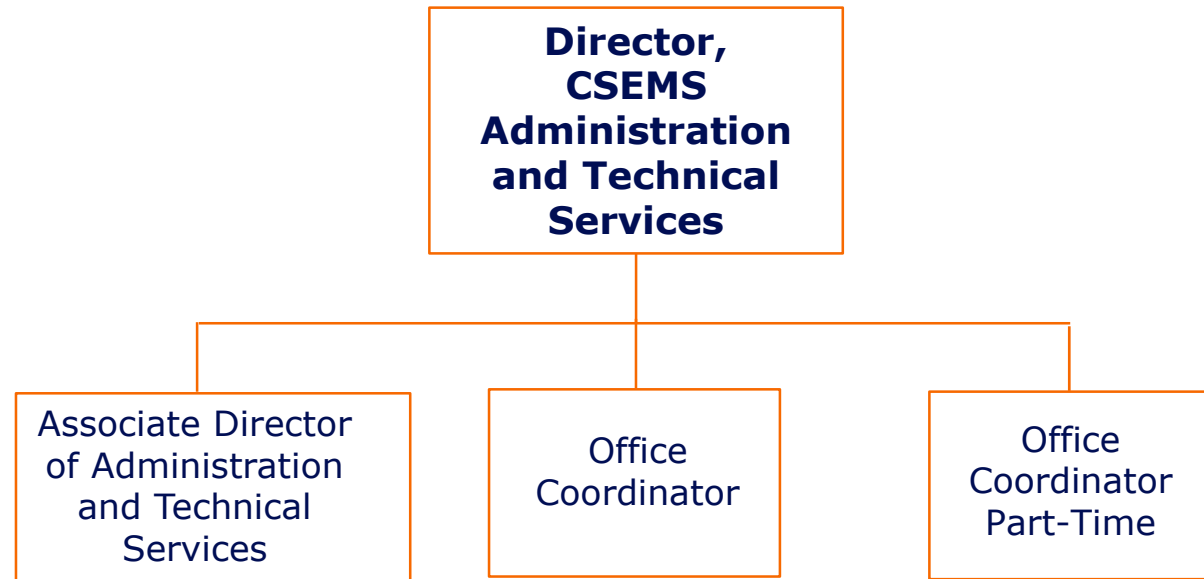 Director,
CSEMS
Administration
and Technical
Services
Associate Director
of Administration
and Technical
Services
Office
Coordinator
Office
Coordinator
Part-Time